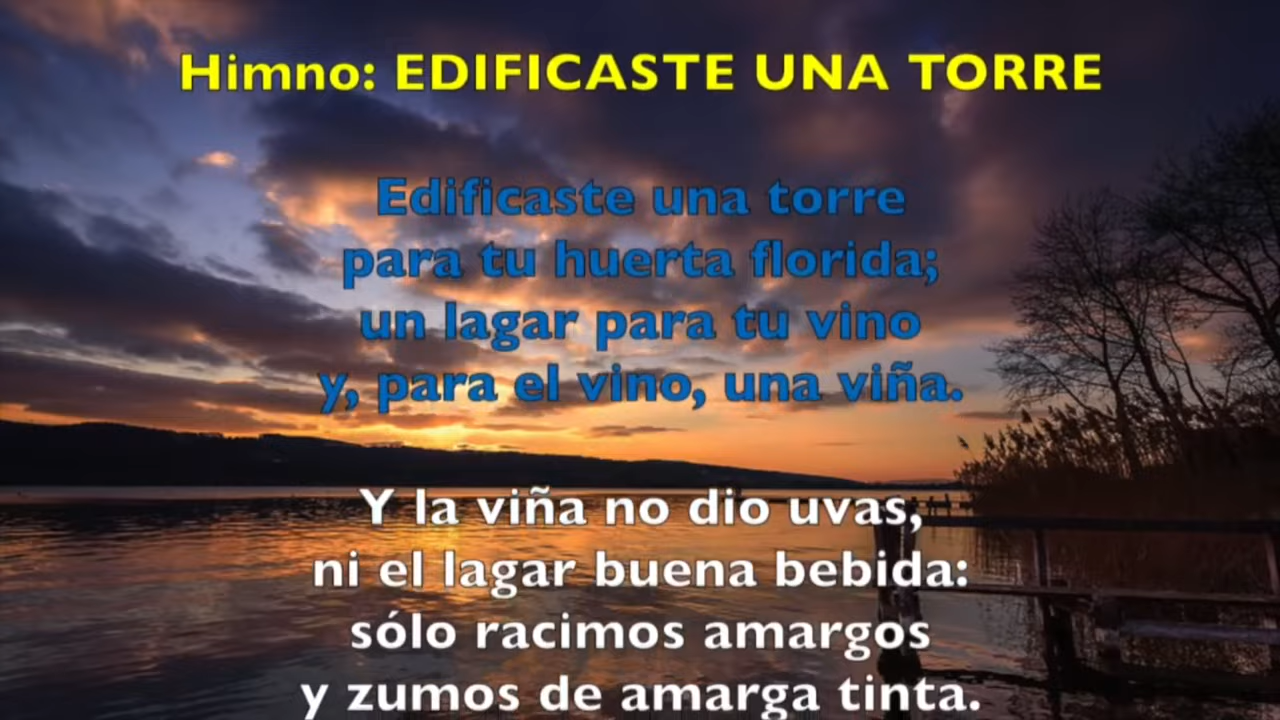 Himno: EDIFICASTE UNA TORRE
Edificaste una torre
para tu huerta florida;
un lagar para tu vino
y, para el vino, una viña.
Y la viña no dio uvas,
ni el lagar buena bebida:
sólo racimos amargos
y zumos de amarga tinta.